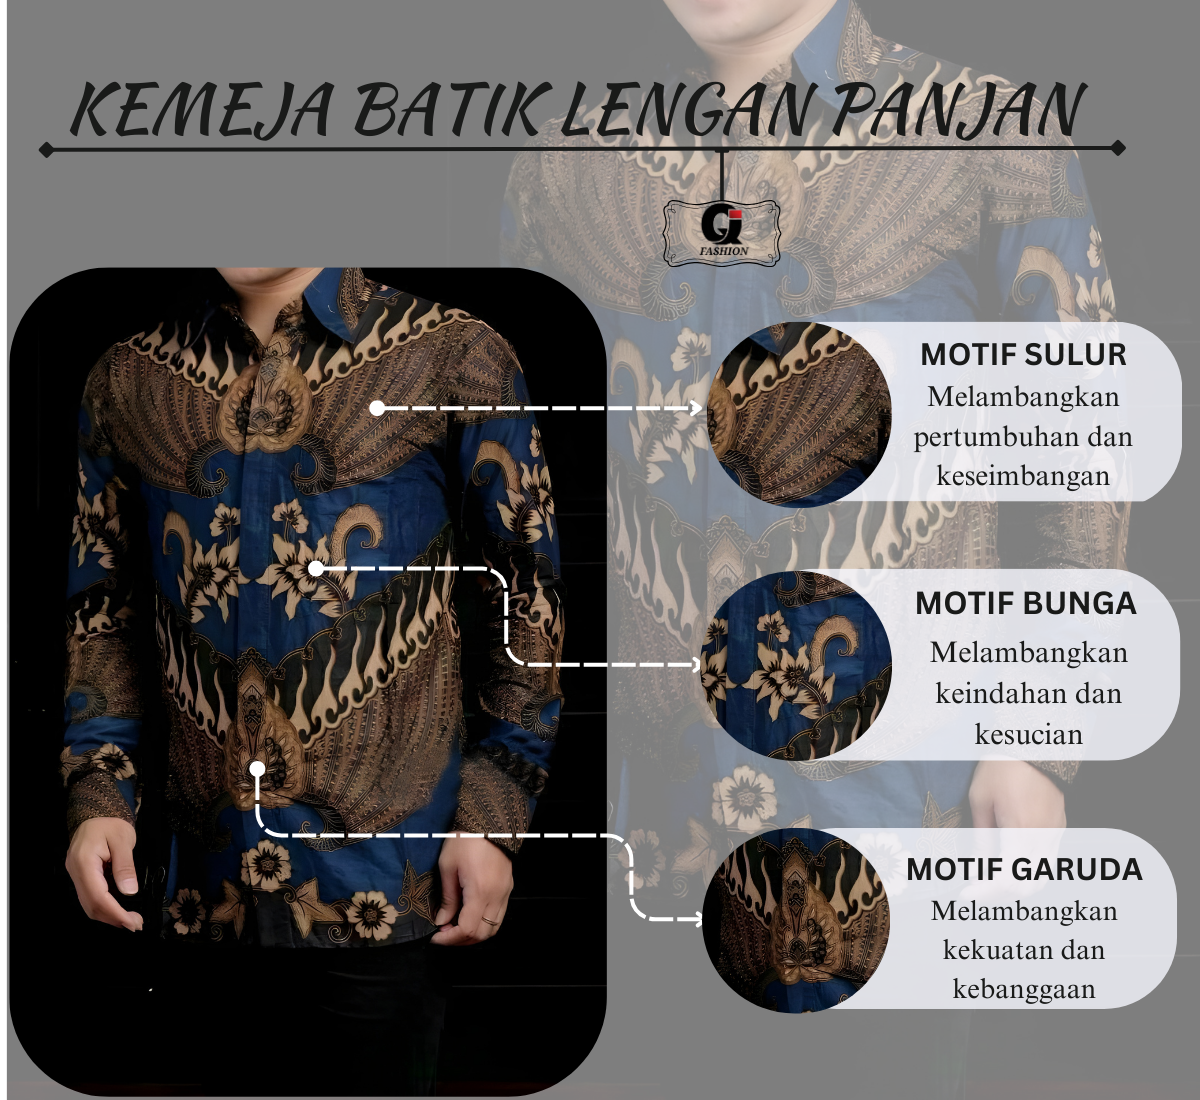 KEMEJA BATIK LENGAN PANJAN
FASHION
MOTIF SULUR
Melambangkan
pertumbuhan dan
keseimbangan
MOTIF BUNGA
Melambangkan
keindahan dan
kesucian
MOTIF GARUDA
Melambangkan
kekuatan dan
kebanggaan